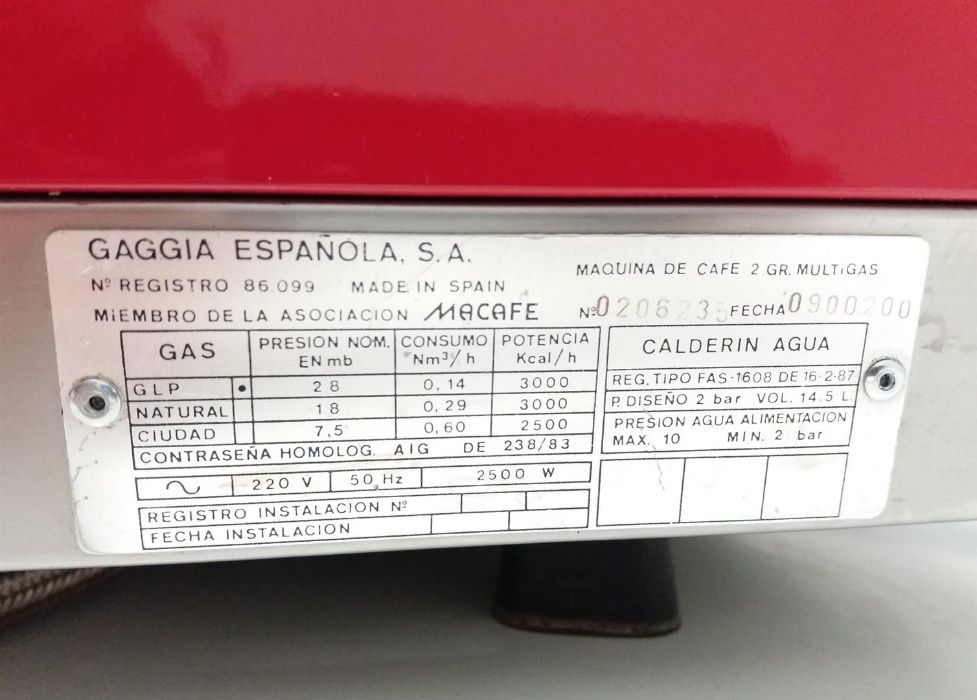 GAGGIA ESPAÑOLA, S.A.
Nº REGISTRO 86.099 MADE IN SPAIN
MIEMBRO DE LA ASOCIACION MACAFE
MAQUINA DE CAFE 2 GR. MULTIGAS
Nº 0206235 FECHA 0900200
GAS PRESION NOM. EN mb CONSUMO Nm³/h POTENCIA Kcal/h
GLP • 28 0,14 3000
NATURAL 18 0,29 3000
CIUDAD 7,5 0,60 2500
CONTRASEÑA HOMOLOG. AIG DE 238/83
220 V 50 Hz 2500 W
REGISTRO INSTALACION Nº
FECHA INSTALACION
CALDERIN AGUA
REG. TIPO FAS-1608 DE 16-2-87
P. DISEÑO 2 bar VOL. 14.5 L.
PRESION AGUA ALIMENTACION
MAX. 10 MIN. 2 bar